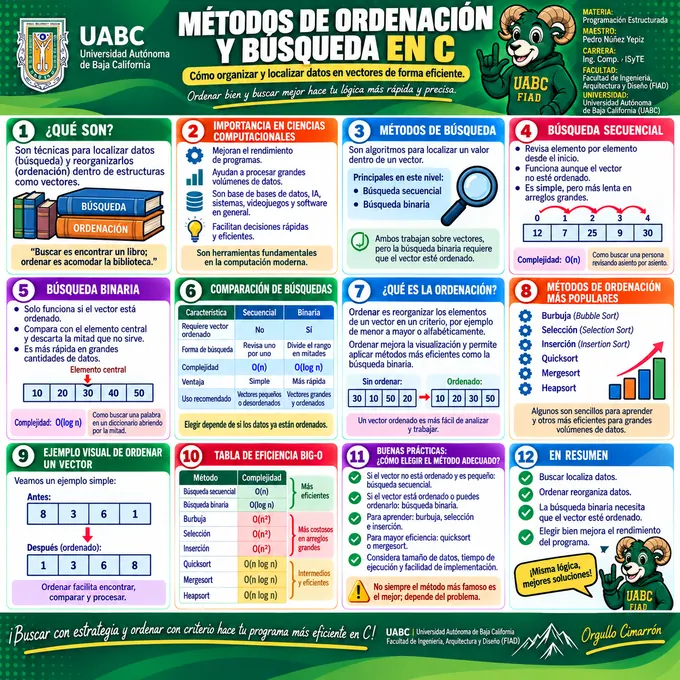 UABC
Universidad Autónoma
de Baja California
MÉTODOS DE ORDENACIÓN
Y BÚSQUEDA EN C
Cómo organizar y localizar datos en vectores de forma eficiente.
Ordenar bien y buscar mejor hace tu lógica más rápida y precisa.
UABC
FIAD
MATERIA:
Programación Estructurada
MAESTRO:
Pedro Núñez Yepiz
CARRERA:
Ing. Comp. / ISyTE
FACULTAD:
Facultad de Ingeniería,
Arquitectura y Diseño (FIAD)
UNIVERSIDAD:
Universidad Autónoma
de Baja California
1 ¿QUÉ SON?
Son técnicas para localizar datos
(búsqueda) y reorganizarlos
(ordenación) dentro de estructuras
como vectores.
BÚSQUEDA
ORDENACIÓN
“Buscar es encontrar un libro;
ordenar es acomodar la biblioteca.”
2 IMPORTANCIA EN CIENCIAS
COMPUTACIONALES
Mejoran el rendimiento
de programas.
Ayudan a procesar grandes
volúmenes de datos.
Son base de bases de datos, IA,
sistemas, videojuegos y software
en general.
Facilitan decisiones rápidas
y eficientes.
Son herramientas fundamentales
en la computación moderna.
3 MÉTODOS DE BÚSQUEDA
Son algoritmos para localizar un valor
dentro de un vector.
Principales en este nivel:
• Búsqueda secuencial
• Búsqueda binaria
Ambos trabajan sobre vectores,
pero la búsqueda binaria requiere
que el vector esté ordenado.
4 BÚSQUEDA SECUENCIAL
• Revisa elemento por elemento
desde el inicio.
• Funciona aunque el vector
no esté ordenado.
• Es simple, pero más lenta en
arreglos grandes.
0 1 2 3 4
12 7 25 9 30
Complejidad: O(n)
Como buscar una persona
revisando asiento por asiento.
5 BÚSQUEDA BINARIA
• Solo funciona si el vector está
ordenado.
• Compara con el elemento central
y descarta la mitad que no sirve.
• Es más rápida en grandes
cantidades de datos.
Elemento central
10 20 30 40 50
Complejidad: O(log n)
Como buscar una palabra
en un diccionario abriendo
por la mitad.
6 COMPARACIÓN DE BÚSQUEDAS
Característica Secuencial Binaria
Requiere vector ordenado No Sí
Forma de búsqueda Revisa uno por uno Divide el rango en mitades
Complejidad O(n) O(log n)
Ventaja Simple Más rápida
Uso recomendado Vectores pequeños o desordenados Vectores grandes y ordenados
Elegir depende de si los datos ya están ordenados.
7 ¿QUÉ ES LA ORDENACIÓN?
Ordenar es reorganizar los elementos
de un vector en un criterio, por ejemplo
de menor a mayor o alfabéticamente.
Ordenar mejora la visualización y permite
aplicar métodos más eficientes como la
búsqueda binaria.
Sin ordenar: Ordenado:
30 10 50 20 10 20 30 50
Un vector ordenado es más fácil de analizar
y trabajar.
8 MÉTODOS DE ORDENACIÓN
MÁS POPULARES
Burbuja (Bubble Sort)
Selección (Selection Sort)
Inserción (Insertion Sort)
Quicksort
Mergesort
Heapsort
Algunos son sencillos para aprender
y otros más eficientes para grandes
volúmenes de datos.
9 EJEMPLO VISUAL DE ORDENAR
UN VECTOR
Veamos un ejemplo simple:
Antes:
8 3 6 1
Después (ordenado):
1 3 6 8
Ordenar facilita encontrar,
comparar y procesar.
10 TABLA DE EFICIENCIA BIG-O
Método Complejidad
Búsqueda secuencial O(n)
Búsqueda binaria O(log n)
Más
eficientes
Burbuja O(n²)
Selección O(n²)
Inserción O(n²)
Más costosos
en arreglos
grandes
Quicksort O(n log n)
Mergesort O(n log n)
Heapsort O(n log n)
Intermedios
y eficientes
11 BUENAS PRÁCTICAS:
¿CÓMO ELEGIR EL MÉTODO ADECUADO?
Si el vector no está ordenado y es pequeño:
búsqueda secuencial.
Si el vector está ordenado o puedes
ordenarlo: búsqueda binaria.
Para aprender: burbuja, selección
e inserción.
Para mayor eficiencia: quicksort
o mergesort.
Considera tamaño de datos, tiempo de
ejecución y facilidad de implementación.
No siempre el método más famoso es
el mejor; depende del problema.
12 EN RESUMEN
Buscar localiza datos.
Ordenar reorganiza datos.
La búsqueda binaria necesita
que el vector esté ordenado.
Elegir bien mejora el rendimiento
del programa.
¡Misma lógica,
mejores soluciones!
UABC
FIAD
¡Buscar con estrategia y ordenar con criterio hace tu programa más eficiente en C!
UABC | Universidad Autónoma de Baja California
Facultad de Ingeniería, Arquitectura y Diseño (FIAD)
Orgullo Cimarrón